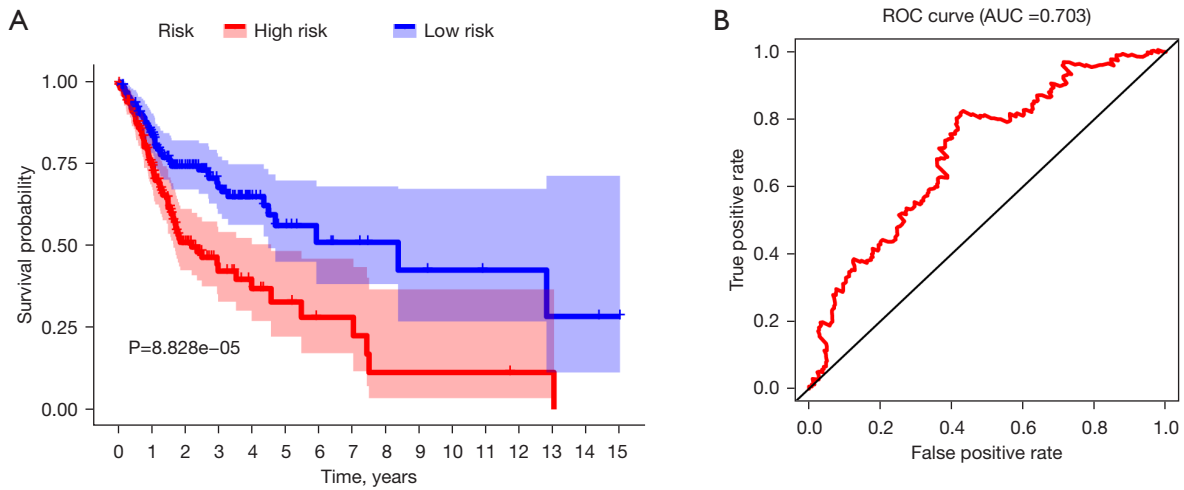 A
Risk High risk Low risk
Survival probability
1.00
0.75
0.50
0.25
0.00
P=8.828e−05
0 1 2 3 4 5 6 7 8 9 10 11 12 13 14 15
Time, years
B
ROC curve (AUC =0.703)
True positive rate
1.0
0.8
0.6
0.4
0.2
0.0
0.0 0.2 0.4 0.6 0.8 1.0
False positive rate